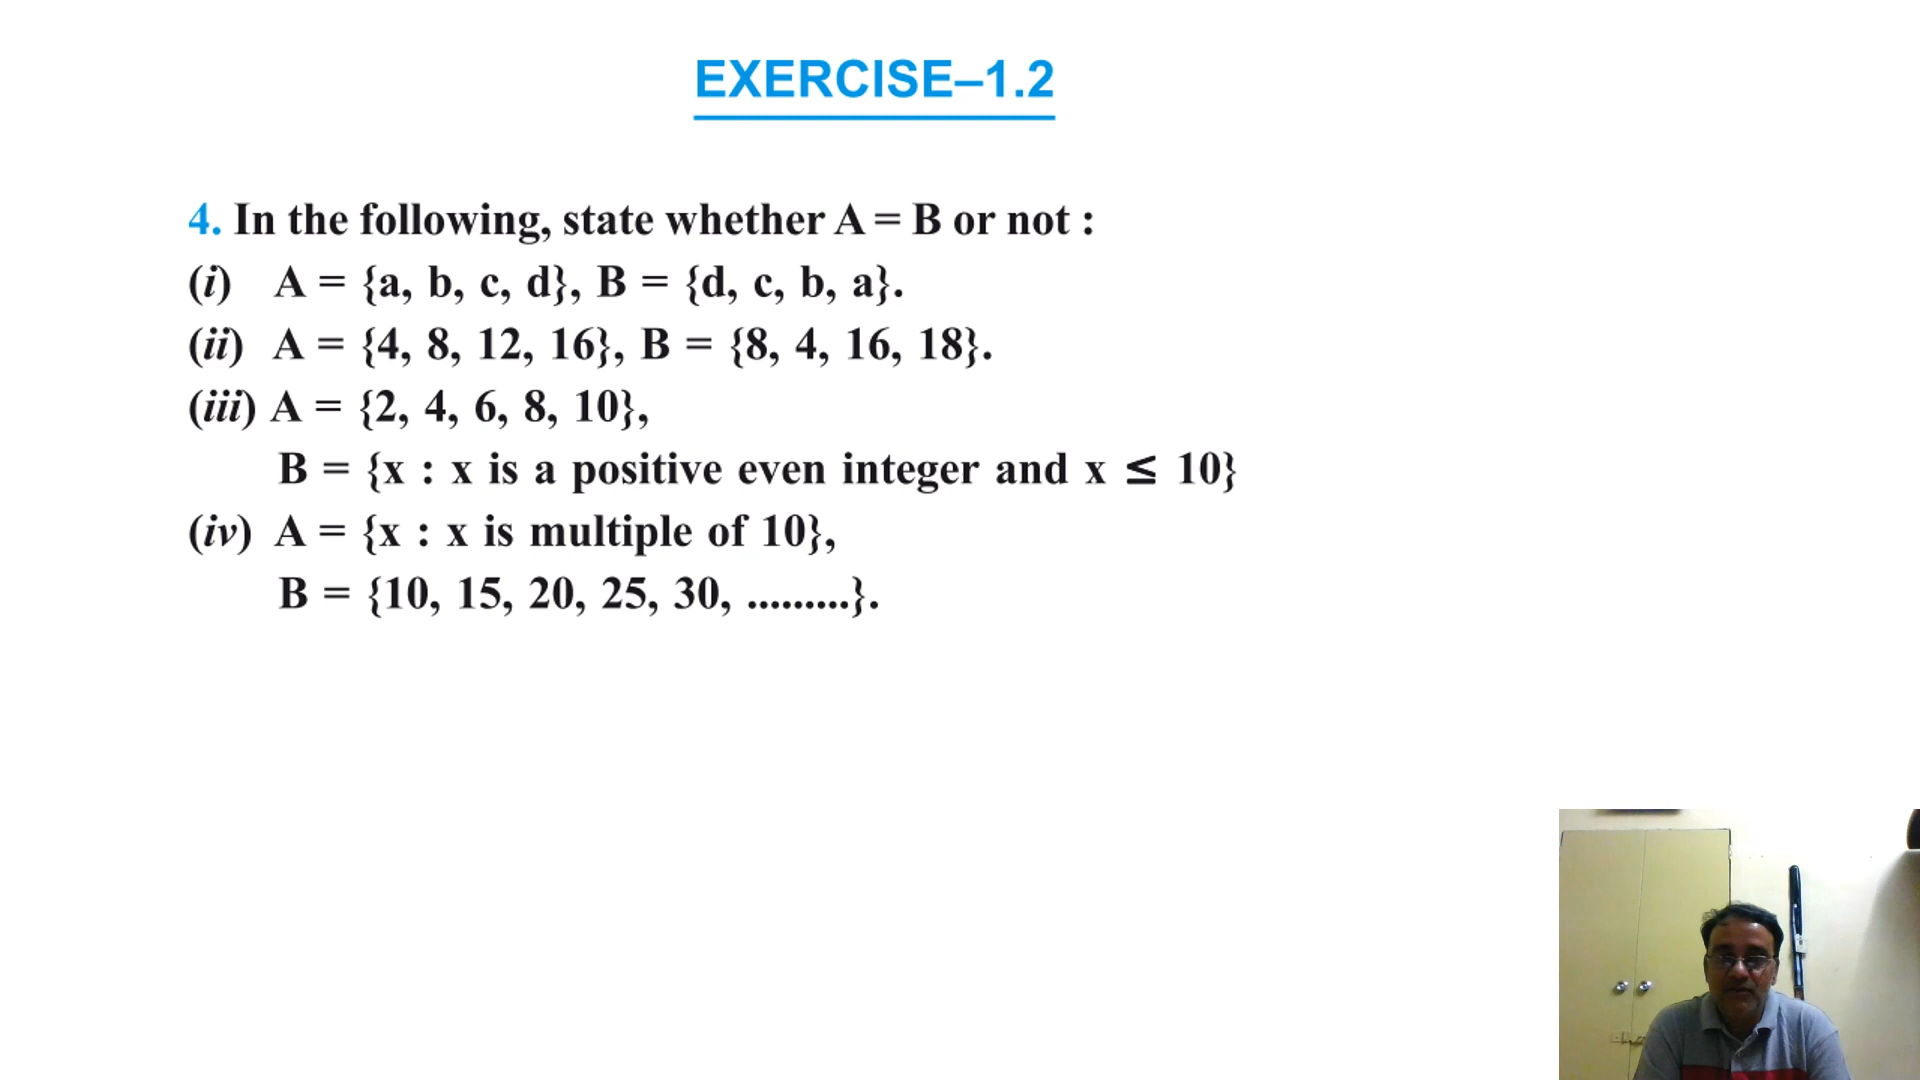 EXERCISE–1.2
4. In the following, state whether A = B or not :
(i) A = {a, b, c, d}, B = {d, c, b, a}.
(ii) A = {4, 8, 12, 16}, B = {8, 4, 16, 18}.
(iii) A = {2, 4, 6, 8, 10},
B = {x : x is a positive even integer and x ≤ 10}
(iv) A = {x : x is multiple of 10},
B = {10, 15, 20, 25, 30, .........}.